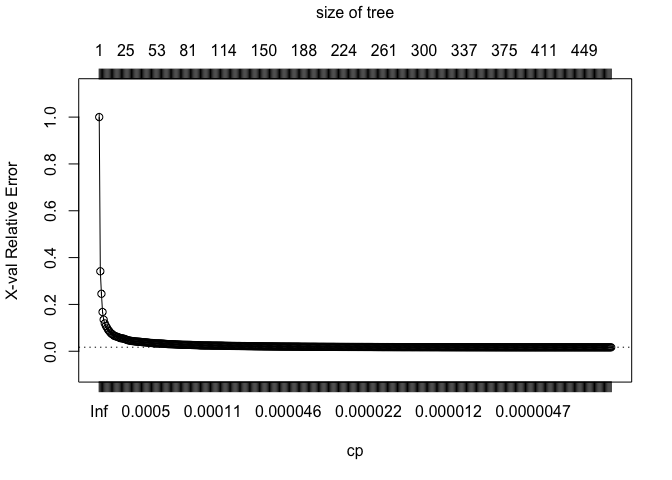 size of tree
1 25 53 81 114 150 188 224 261 300 337 375 411 449
X-val Relative Error
1.0
0.8
0.6
0.4
0.2
0.0
Inf 0.0005 0.00011 0.000046 0.000022 0.000012 0.0000047
cp